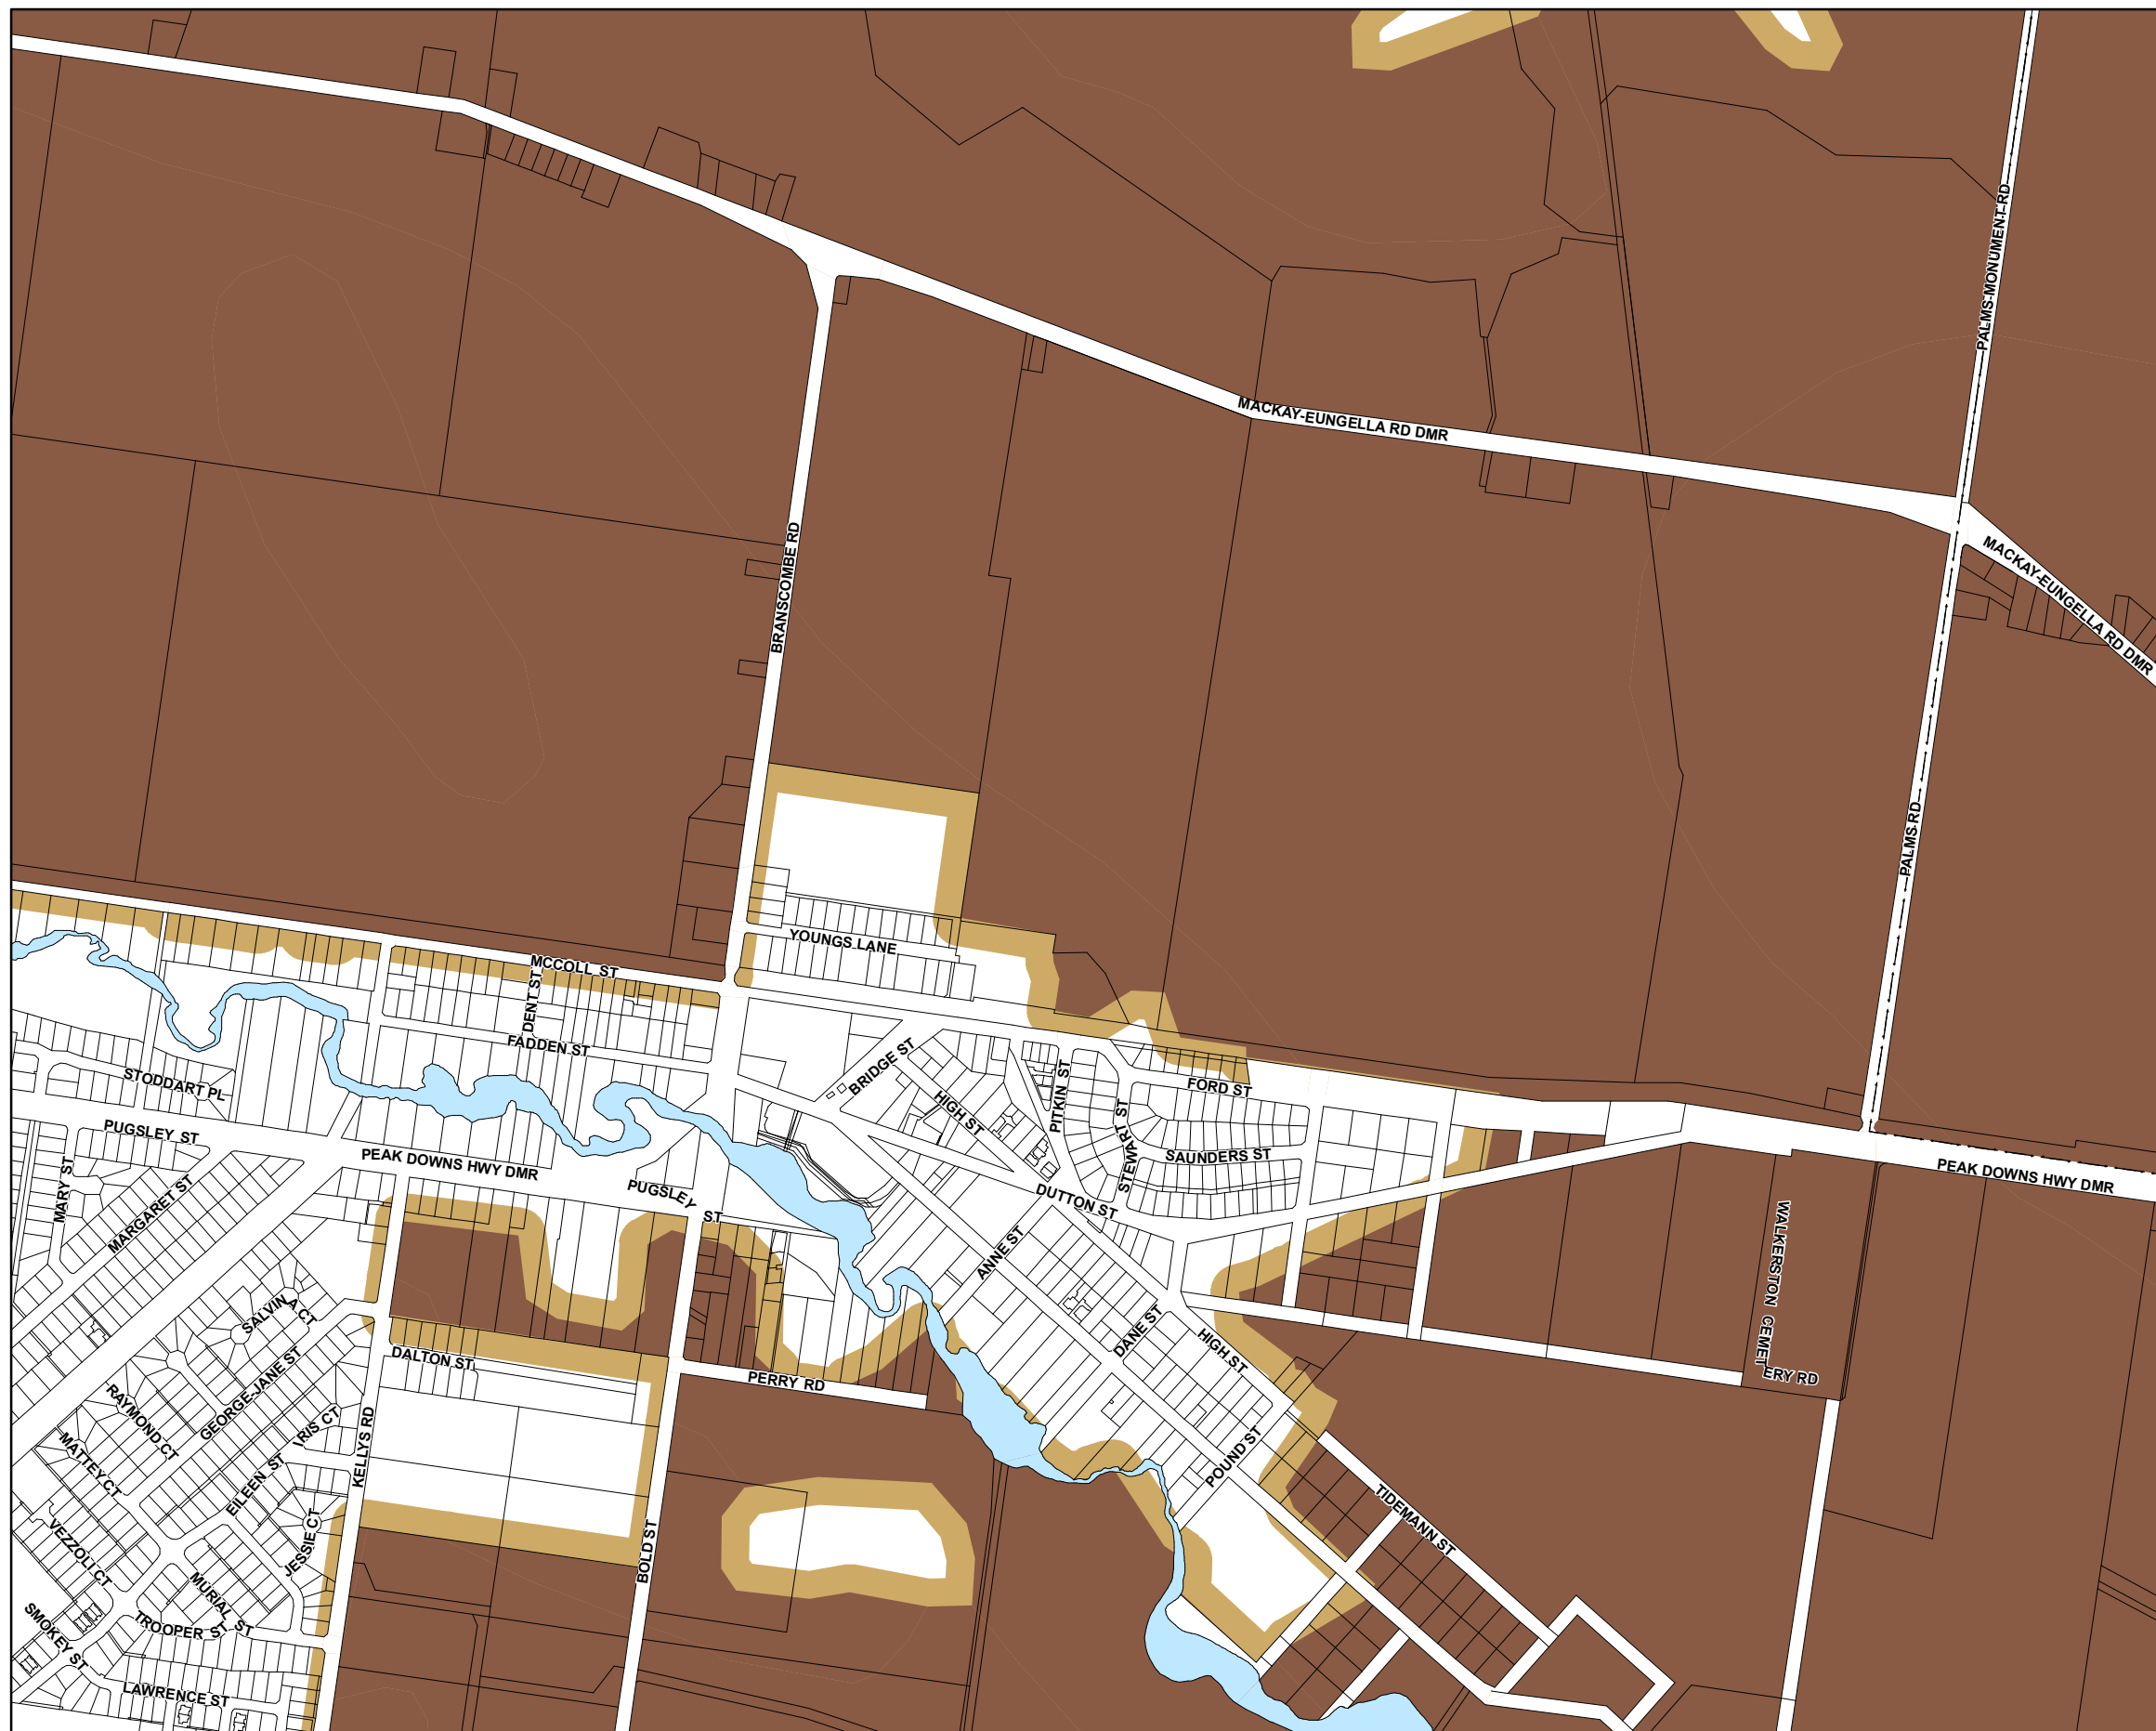 PALMS-MONUMENT-RD
MACKAY-EUNGELLA RD DMR
MACKAY-EUNGELLA RD DMR
BRANSCOMBE RD
PALMS-RD
YOUNGS LANE
MCCOLL ST
DENT ST
FADDEN ST
BRIDGE ST
HIGH ST
PITKIN ST
FORD ST
STODDART PL
STEWART ST
PUGSLEY ST
PEAK DOWNS HWY DMR
SAUNDERS ST
PEAK DOWNS HWY DMR
MARY ST
MARGARET ST
PUGSLEY ST
DUTTON ST
ANNE ST
WALKERSTON CEMETERY RD
SALVINA CT
DANE ST
HIGH ST
DALTON ST
PERRY RD
GEORGE-JANE ST
RAYMOND CT
IRIS CT
KELLYS RD
MATTEY CT
EILEEN ST
POUND ST
TIDEMANN ST
VEZZOLI CT
JESSIE CT
BOLD ST
MURIAL ST
TROOPER ST
SMOKEY ST
LAWRENCE ST